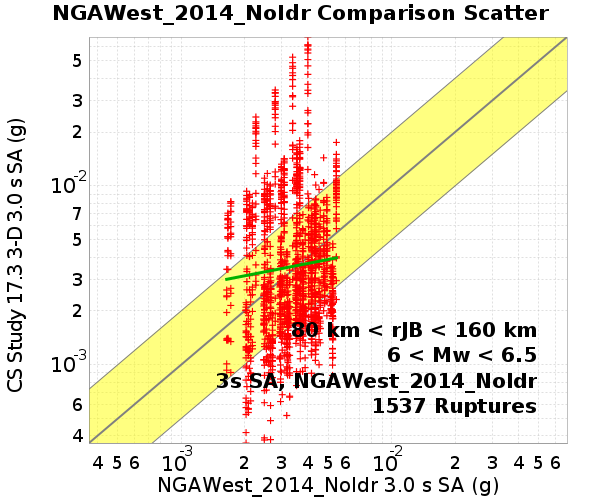 NGAWest_2014_NoIdr Comparison Scatter
CS Study 17.3 3-D 3.0 s SA (g)
5
3
2
10-2
7
5
3
2
10-3
6
4
80 km < rJB < 160 km
6 < Mw < 6.5
3s SA, NGAWest_2014_NoIdr
1537 Ruptures
4 5 6 10-3 2 3 4 5 6 10-2 2 3 4 5 6
NGAWest_2014_NoIdr 3.0 s SA (g)